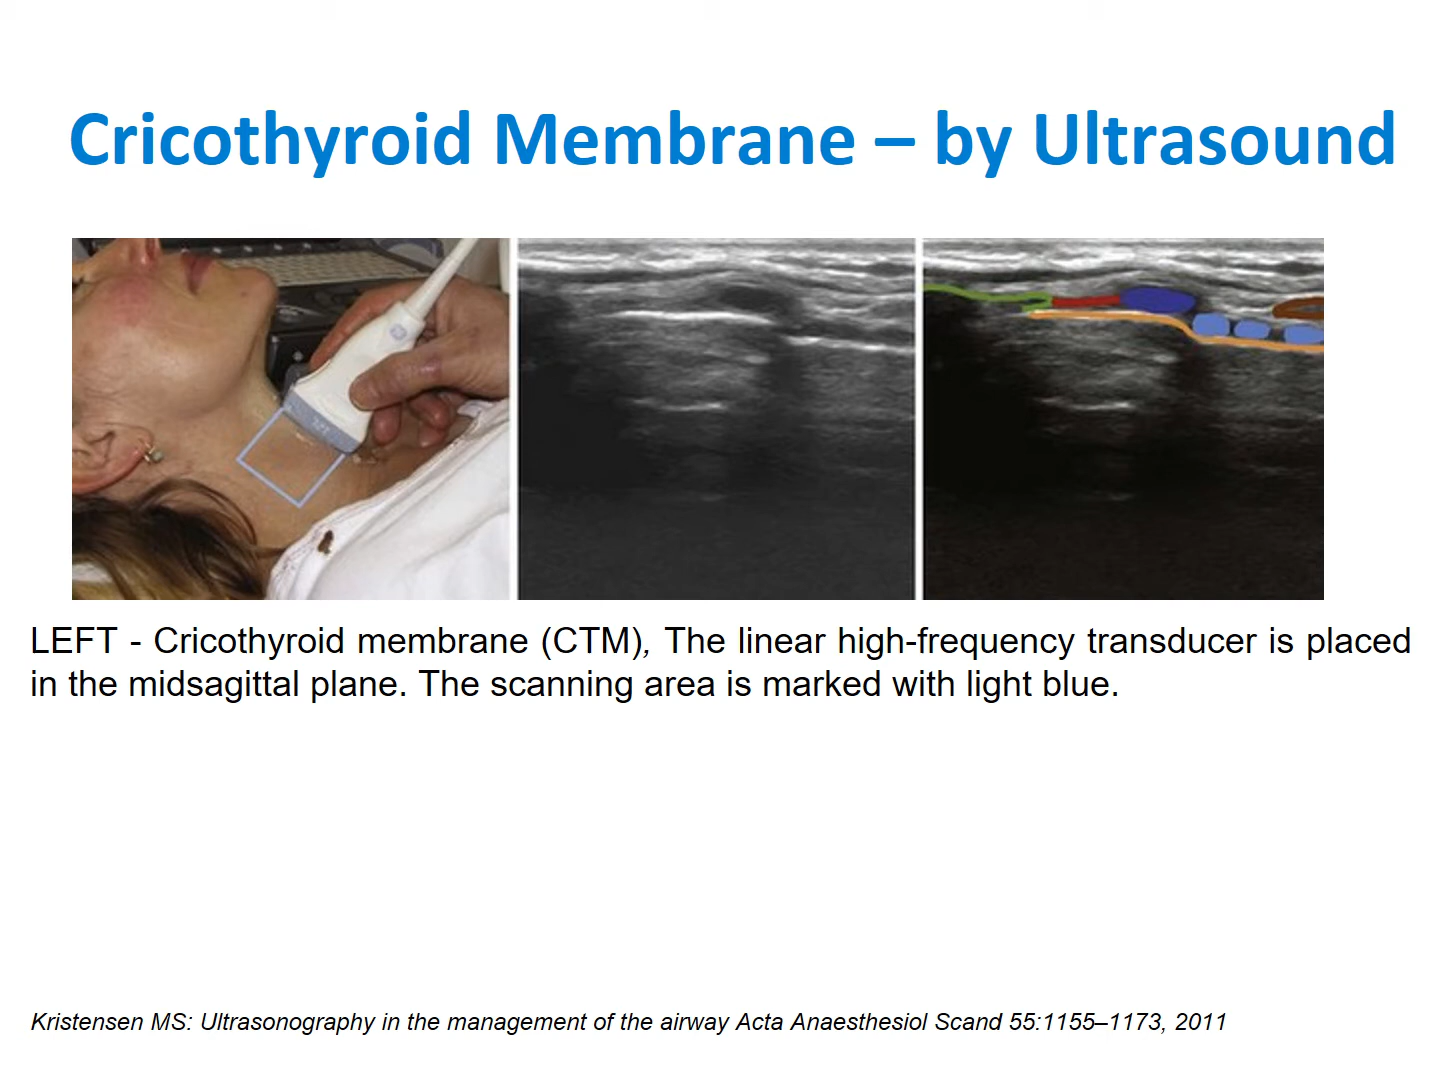 Cricothyroid Membrane – by Ultrasound
LEFT - Cricothyroid membrane (CTM), The linear high-frequency transducer is placed
in the midsagittal plane. The scanning area is marked with light blue.
Kristensen MS: Ultrasonography in the management of the airway Acta Anaesthesiol Scand 55:1155–1173, 2011